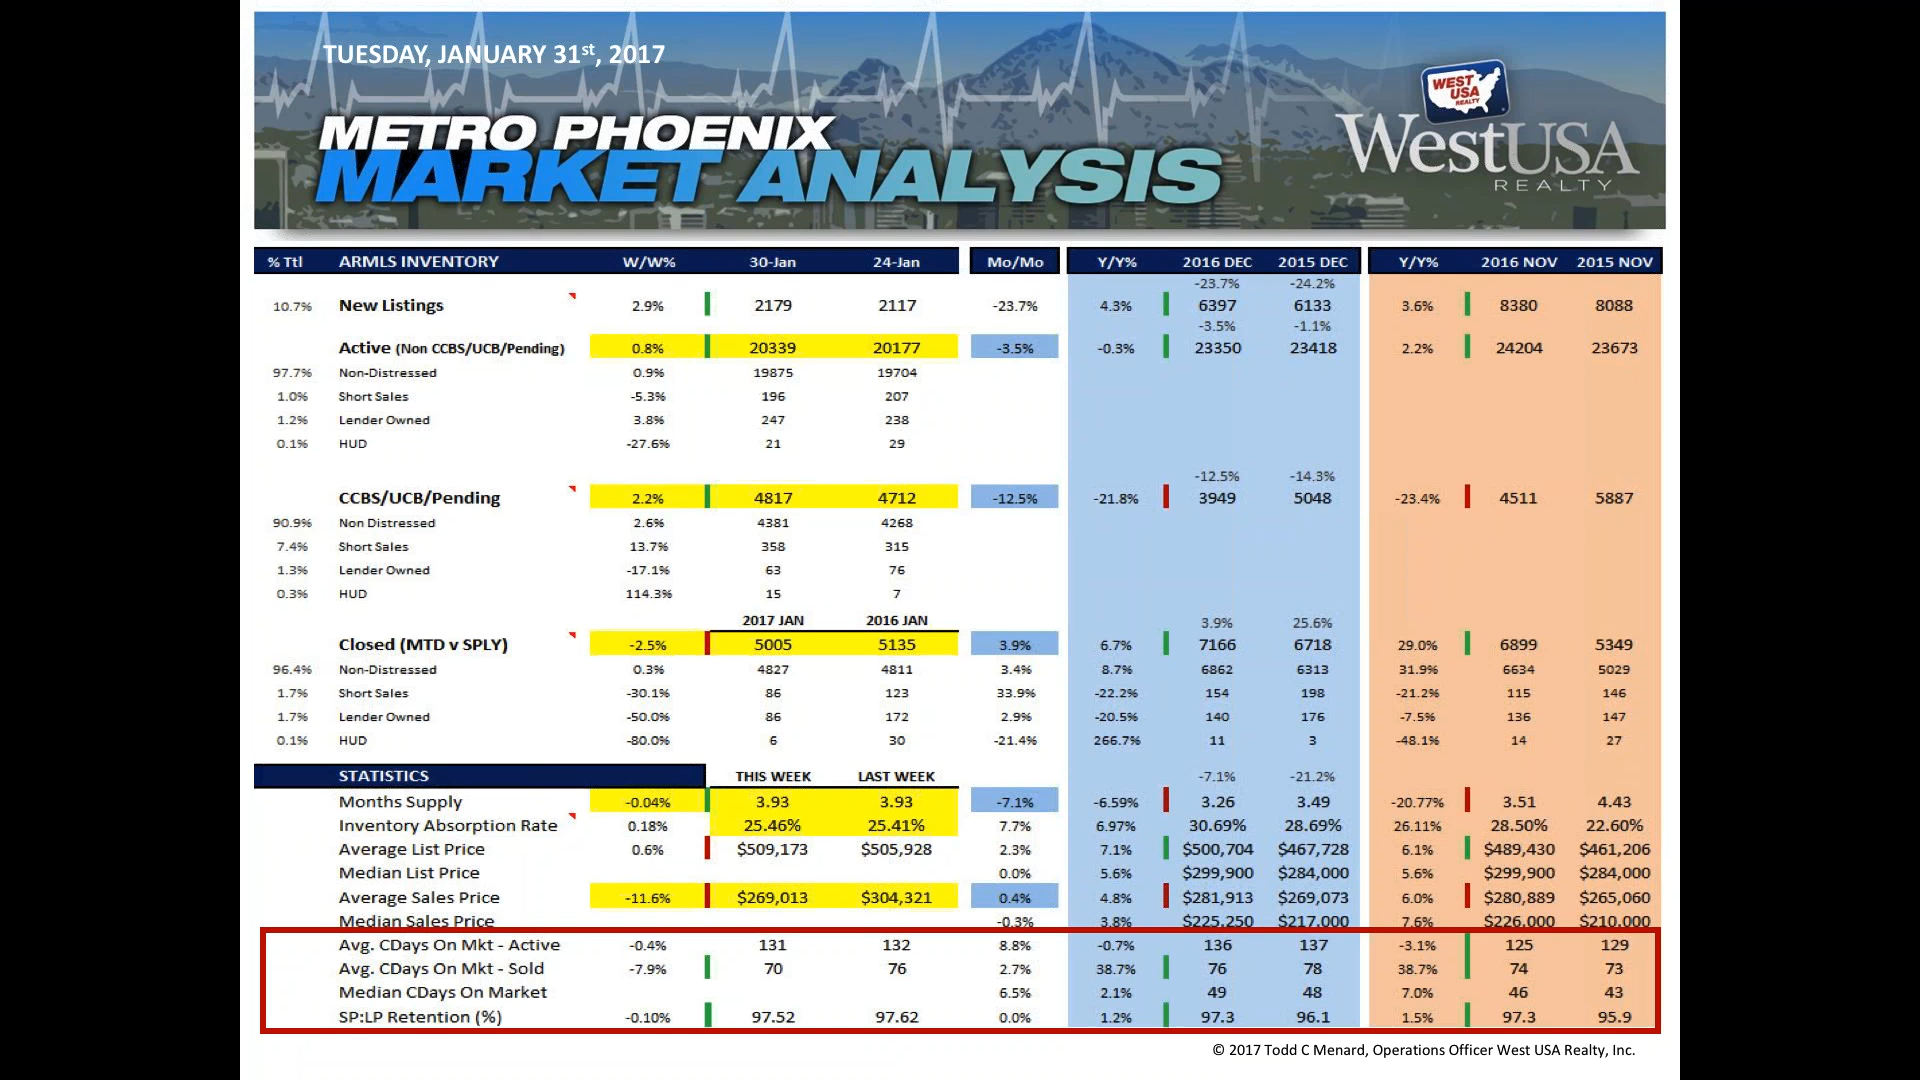 TUESDAY, JANUARY 31st, 2017
METRO PHOENIX
MARKET ANALYSIS
WEST
USA
REALTY
WestUSA
REALTY
% Ttl ARMLS INVENTORY W/W% 30-Jan 24-Jan Mo/Mo Y/Y% 2016 DEC 2015 DEC Y/Y% 2016 NOV 2015 NOV
-23.7% -24.2%
10.7% New Listings 2.9% 2179 2117 -23.7% 4.3% 6397 6133 3.6% 8380 8088
-3.5% -1.1%
Active (Non CCBS/UCB/Pending) 0.8% 20339 20177 -3.5% -0.3% 23350 23418 2.2% 24204 23673
97.7% Non-Distressed 0.9% 19875 19704
1.0% Short Sales -5.3% 196 207
1.2% Lender Owned 3.8% 247 238
0.1% HUD -27.6% 21 29
-12.5% -14.3%
CCBS/UCB/Pending 2.2% 4817 4712 -12.5% -21.8% 3949 5048 -23.4% 4511 5887
90.9% Non Distressed 2.6% 4381 4268
7.4% Short Sales 13.7% 358 315
1.3% Lender Owned -17.1% 63 76
0.3% HUD 114.3% 15 7
2017 JAN 2016 JAN 3.9% 25.6%
Closed (MTD v SPLY) -2.5% 5005 5135 3.9% 6.7% 7166 6718 29.0% 6899 5349
96.4% Non-Distressed 0.3% 4827 4811 3.4% 8.7% 6862 6313 31.9% 6634 5029
1.7% Short Sales -30.1% 86 123 33.9% -22.2% 154 198 -21.2% 115 146
1.7% Lender Owned -50.0% 86 172 2.9% -20.5% 140 176 -7.5% 136 147
0.1% HUD -80.0% 6 30 -21.4% 266.7% 11 3 -48.1% 14 27
STATISTICS THIS WEEK LAST WEEK -7.1% -21.2%
Months Supply -0.04% 3.93 3.93 -7.1% -6.59% 3.26 3.49 -20.77% 3.51 4.43
Inventory Absorption Rate 0.18% 25.46% 25.41% 7.7% 6.97% 30.69% 28.69% 26.11% 28.50% 22.60%
Average List Price 0.6% $509,173 $505,928 2.3% 7.1% $500,704 $467,728 6.1% $489,430 $461,206
Median List Price 0.0% 5.6% $299,900 $284,000 5.6% $299,900 $284,000
Average Sales Price -11.6% $269,013 $304,321 0.4% 4.8% $281,913 $269,073 6.0% $280,889 $265,060
Median Sales Price -0.3% 3.8% $225,250 $217,000 7.6% $226,000 $210,000
Avg. CDays On Mkt - Active -0.4% 131 132 8.8% -0.7% 136 137 -3.1% 125 129
Avg. CDays On Mkt - Sold -7.9% 70 76 2.7% 38.7% 76 78 38.7% 74 73
Median CDays On Market 6.5% 2.1% 49 48 7.0% 46 43
SP:LP Retention (%) -0.10% 97.52 97.62 0.0% 1.2% 97.3 96.1 1.5% 97.3 95.9
© 2017 Todd C Menard, Operations Officer West USA Realty, Inc.